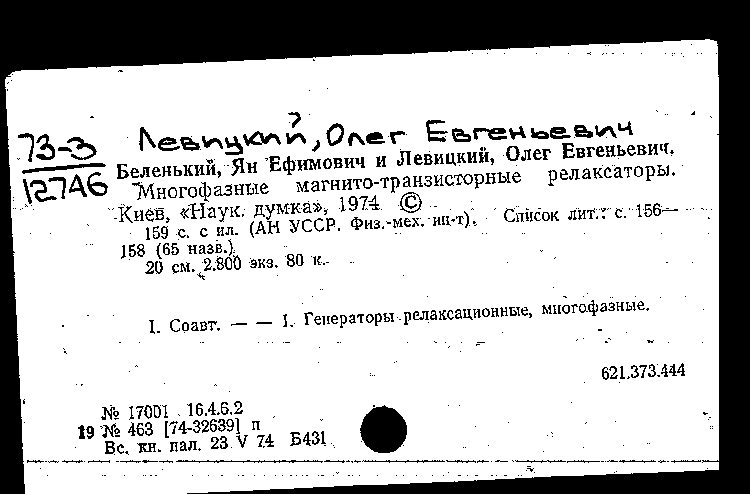 Левицкий, Олег Евгеньевич
73-3
12746
Беленький, Ян Ефимович и Левицкий, Олег Евгеньевич.
Многофазные магнито-транзисторные релаксаторы.
Киев, «Наук. думка», 1974 ©
159 с. с ил. (АН УССР. Физ.-мех. ин-т). Список лит.: с. 156—
158 (65 назв.)
20 см. 2.800 экз. 80 к.
I. Соавт. — — 1. Генераторы релаксационные, многофазные.
621.373.444
№ 17001 16.4.6.2
19 № 463 [74-32639] п
Вс. кн. пал. 23 V 74 Б431